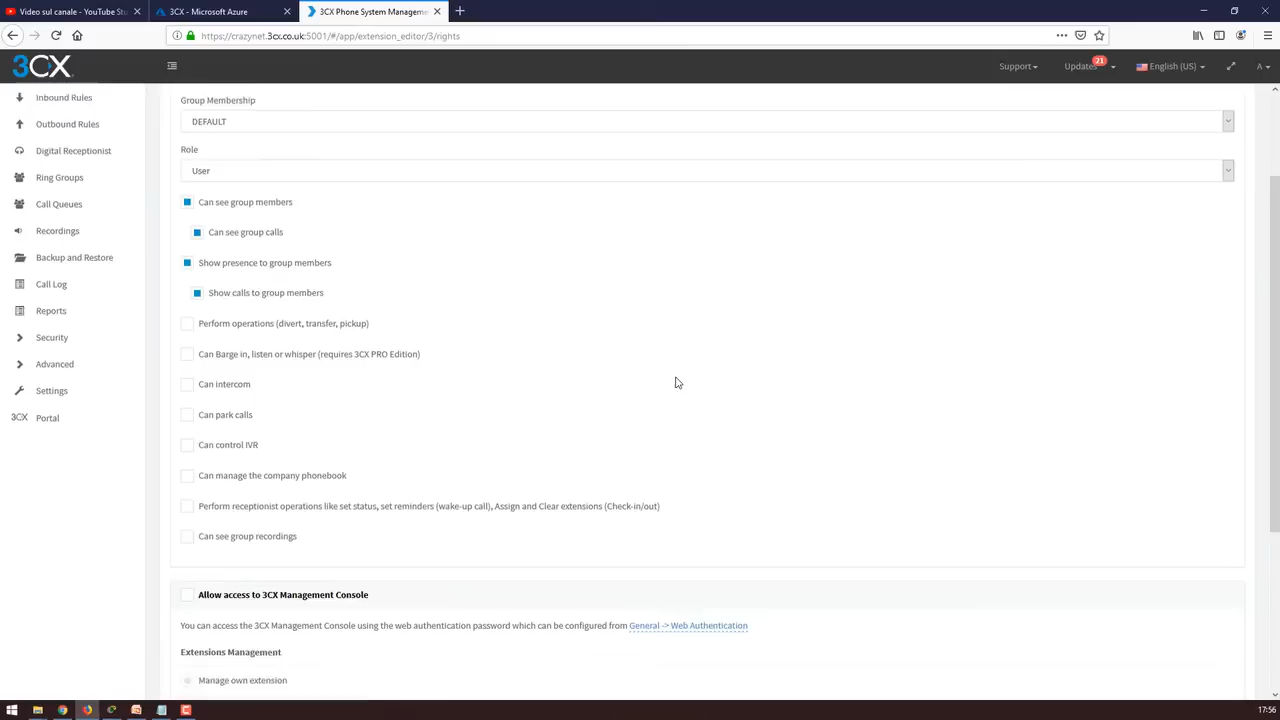 Video sul canale - YouTube Stu
3CX - Microsoft Azure
3CX Phone System Manageme
https://crazynet.3cx.co.uk:5001/#/app/extension_editor/3/rights
3CX
Support
Updates
21
English (US)
A
Inbound Rules
Outbound Rules
Digital Receptionist
Ring Groups
Call Queues
Recordings
Backup and Restore
Call Log
Reports
Security
Advanced
Settings
3CX Portal
Group Membership
DEFAULT
Role
User
Can see group members
Can see group calls
Show presence to group members
Show calls to group members
Perform operations (divert, transfer, pickup)
Can Barge in, listen or whisper (requires 3CX PRO Edition)
Can intercom
Can park calls
Can control IVR
Can manage the company phonebook
Perform receptionist operations like set status, set reminders (wake-up call), Assign and Clear extensions (Check-in/out)
Can see group recordings
Allow access to 3CX Management Console
You can access the 3CX Management Console using the web authentication password which can be configured from General -> Web Authentication
Extensions Management
Manage own extension
17:56